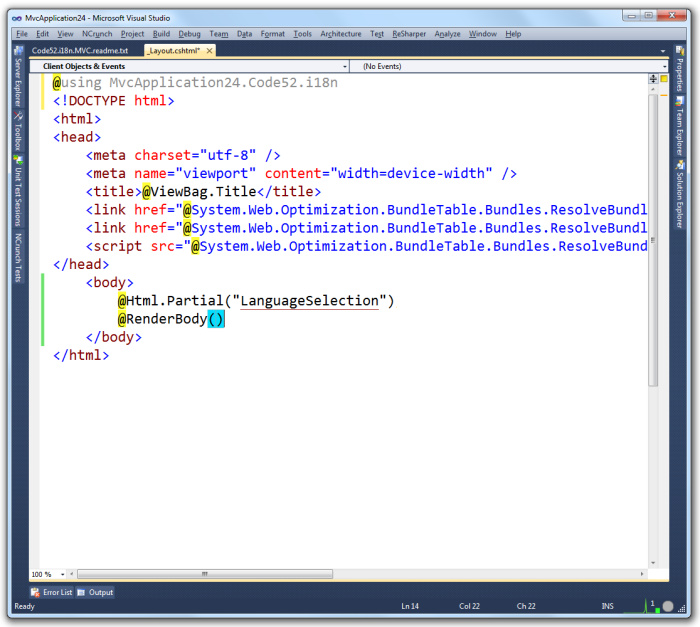 MvcApplication24 - Microsoft Visual Studio
File Edit View NCrunch Project Build Debug Team Data Format Tools Architecture Test ReSharper Analyze Window Help
Code52.i18n.MVC.readme.txt _Layout.cshtml*
Client Objects & Events (No Events)
@using MvcApplication24.Code52.i18n
<!DOCTYPE html>
<html>
<head>
<meta charset="utf-8" />
<meta name="viewport" content="width=device-width" />
<title>@ViewBag.Title</title>
<link href="@System.Web.Optimization.BundleTable.Bundles.ResolveBundl
<link href="@System.Web.Optimization.BundleTable.Bundles.ResolveBundl
<script src="@System.Web.Optimization.BundleTable.Bundles.ResolveBund
</head>
<body>
@Html.Partial("LanguageSelection")
@RenderBody()
</body>
</html>
Server Explorer
Toolbox
Unit Test Sessions
NCrunch Tests
Properties
Team Explorer
Solution Explorer
100 %
Error List Output
Ready Ln 14 Col 22 Ch 22 INS 1